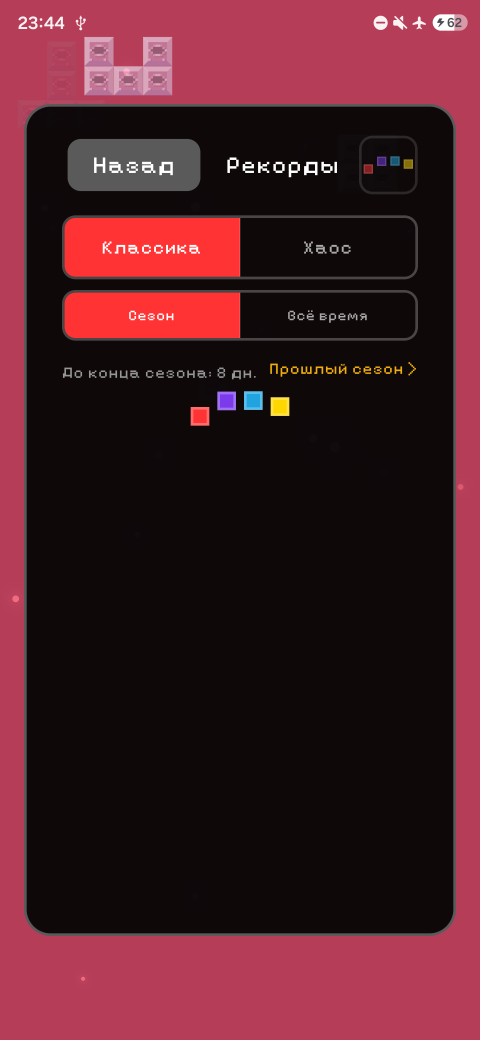 23:44
62
Назад
Рекорды
Классика
Хаос
Сезон
Всё время
До конца сезона: 8 дн.
Прошлый сезон